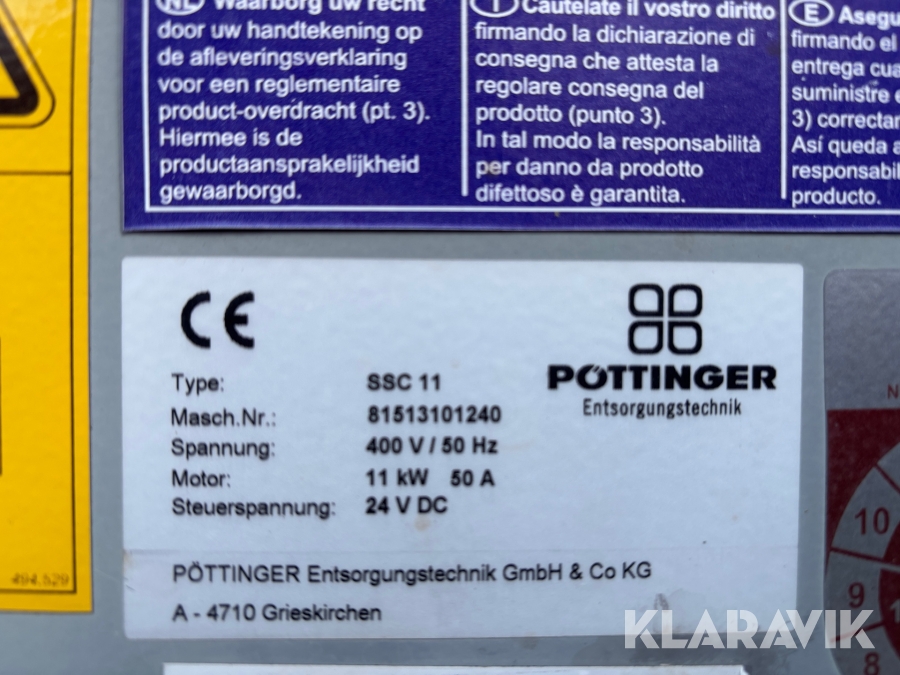 NL Waarborg uw recht
door uw handtekening op
de afleveringsverklaring
voor een reglementaire
product-overdracht (pt. 3).
Hiermee is de
productaansprakelijkheid
gewaarborgd.
I Cautelate il vostro diritto
firmando la dichiarazione di
consegna che attesta la
regolare consegna del
prodotto (punto 3).
In tal modo la responsabilità
per danno da prodotto
difettoso è garantita.
E
firmando el
entrega
suministre
3)
Así queda
producto.
CE
Type: SSC 11
Masch.Nr.: 81513101240
Spannung: 400 V / 50 Hz
Motor: 11 kW 50 A
Steuerspannung: 24 V DC
PÖTTINGER
Entsorgungstechnik
PÖTTINGER Entsorgungstechnik GmbH & Co KG
A - 4710 Grieskirchen
494.529
N
10
9
8
KLARAVIK